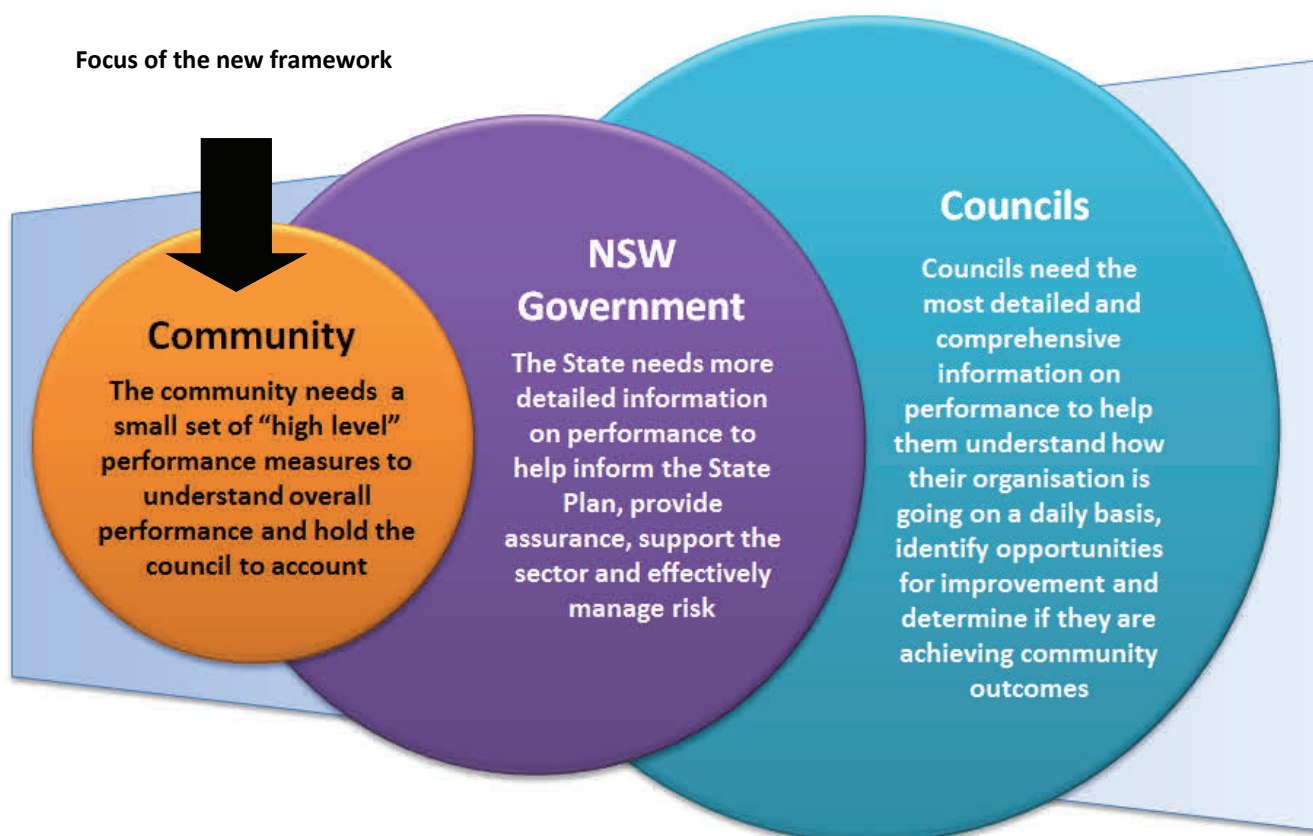 Focus of the new framework
Community
The community needs a
small set of “high level”
performance measures to
understand overall
performance and hold the
council to account
NSW
Government
The State needs more
detailed information
on performance to
help inform the State
Plan, provide
assurance, support the
sector and effectively
manage risk
Councils
Councils need the
most detailed and
comprehensive
information on
performance to help
them understand how
their organisation is
going on a daily basis,
identify opportunities
for improvement and
determine if they are
achieving community
outcomes